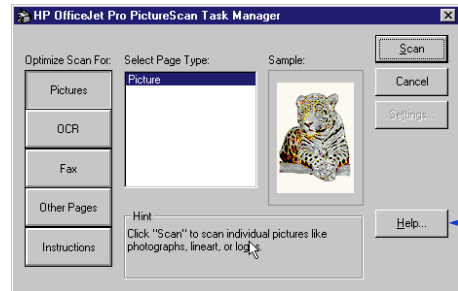 HP OfficeJet Pro PictureScan Task Manager
Optimize Scan For:
Select Page Type:
Sample:
Scan
Pictures
Picture
Cancel
Settings...
OCR
Fax
Other Pages
Hint
Help...
Click "Scan" to scan individual pictures like
photographs, lineart, or logos.
Instructions